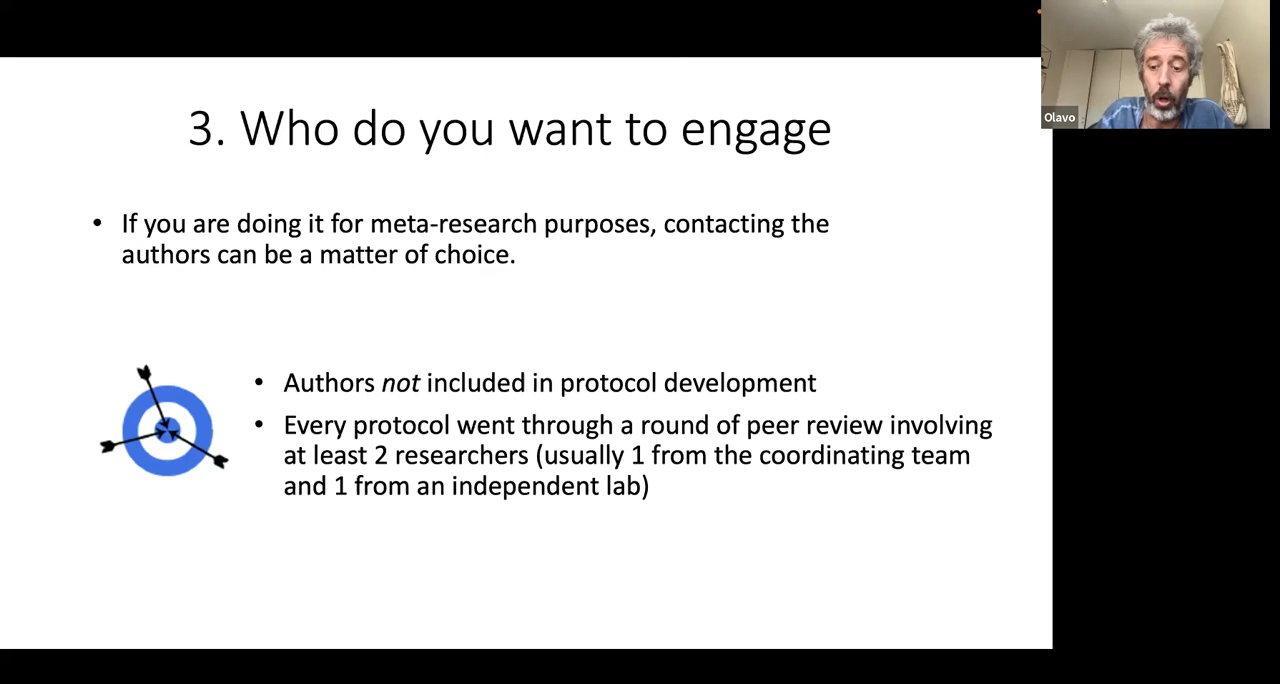 3. Who do you want to engage
Olavo
• If you are doing it for meta-research purposes, contacting the
authors can be a matter of choice.
• Authors not included in protocol development
• Every protocol went through a round of peer review involving
at least 2 researchers (usually 1 from the coordinating team
and 1 from an independent lab)